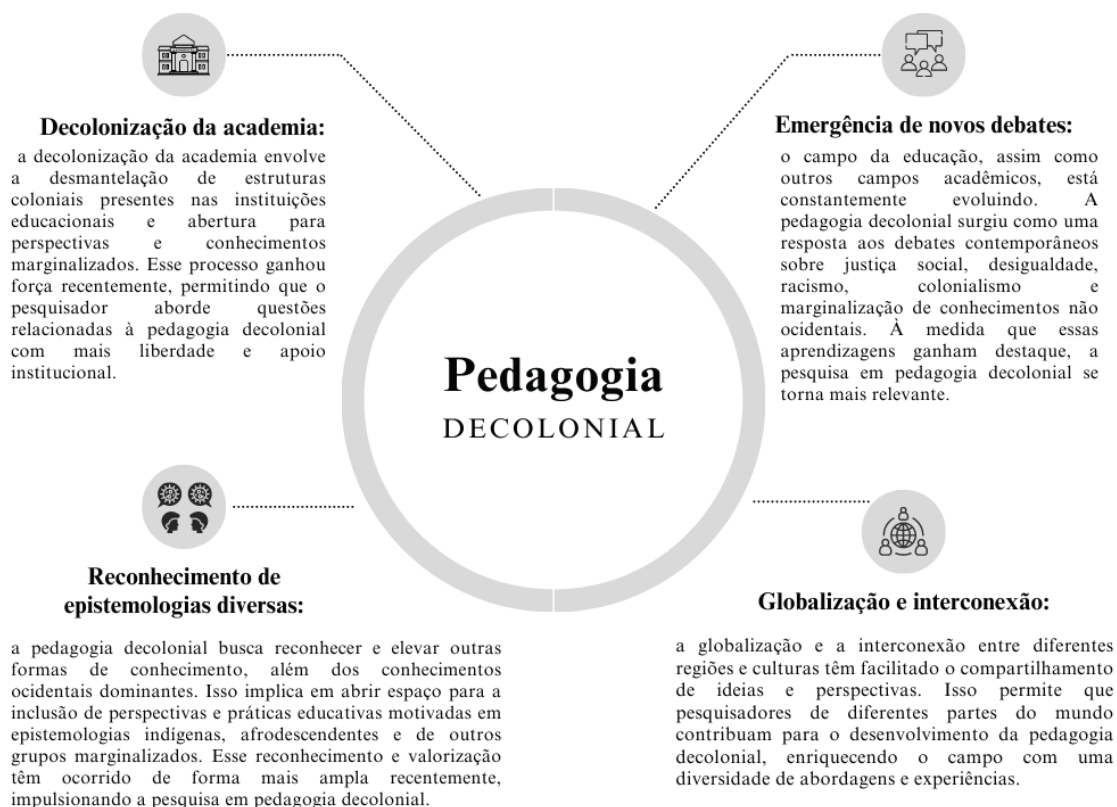 Decolonização da academia:
a decolonização da academia envolve
a desmantelação de estruturas
coloniais presentes nas instituições
educacionais e abertura para
perspectivas e conhecimentos
marginalizados. Esse processo ganhou
força recentemente, permitindo que o
pesquisador aborde questões
relacionadas à pedagogia decolonial
com mais liberdade e apoio
institucional.
Emergência de novos debates:
o campo da educação, assim como
outros campos acadêmicos, está
constantemente evoluindo. A
pedagogia decolonial surgiu como uma
resposta aos debates contemporâneos
sobre justiça social, desigualdade,
racismo, colonialismo e
marginalização de conhecimentos não
ocidentais. À medida que essas
aprendizagens ganham destaque, a
pesquisa em pedagogia decolonial se
torna mais relevante.
Pedagogia
DECOLONIAL
Reconhecimento de
epistemologias diversas:
a pedagogia decolonial busca reconhecer e elevar outras
formas de conhecimento, além dos conhecimentos
ocidentais dominantes. Isso implica em abrir espaço para a
inclusão de perspectivas e práticas educativas motivadas em
epistemologias indígenas, afrodescendentes e de outros
grupos marginalizados. Esse reconhecimento e valorização
têm ocorrido de forma mais ampla recentemente,
impulsionando a pesquisa em pedagogia decolonial.
Globalização e interconexão:
a globalização e a interconexão entre diferentes
regiões e culturas têm facilitado o compartilhamento
de ideias e perspectivas. Isso permite que
pesquisadores de diferentes partes do mundo
contribuam para o desenvolvimento da pedagogia
decolonial, enriquecendo o campo com uma
diversidade de abordagens e experiências.